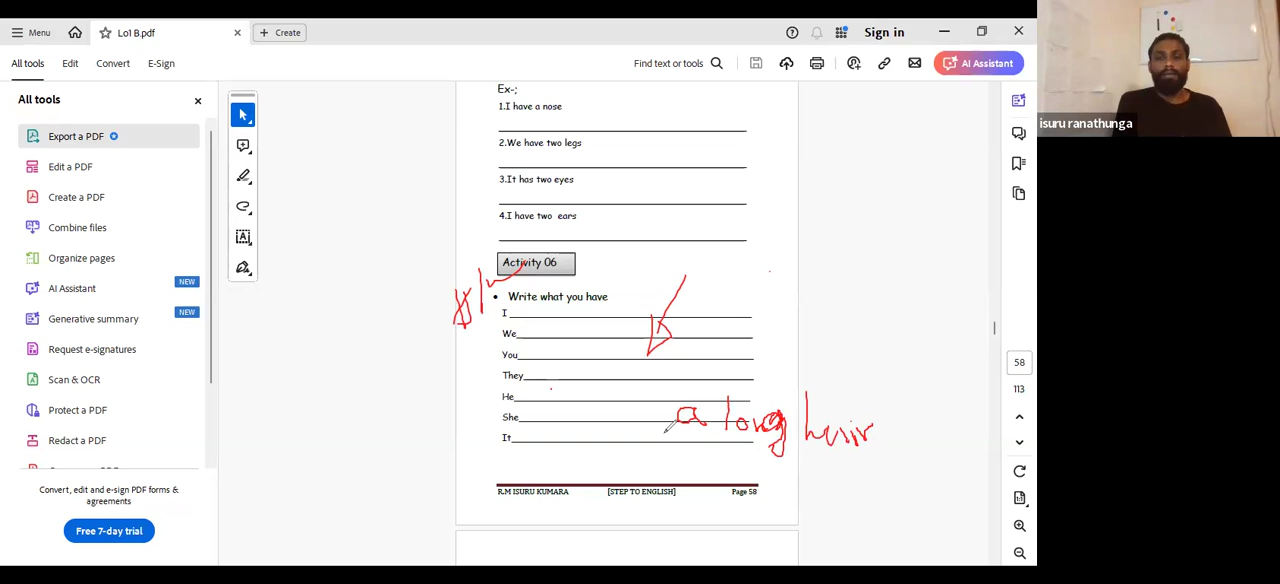 Menu
Lo1 B.pdf
Create
Sign in
All tools
Edit
Convert
E-Sign
Find text or tools
AI Assistant
isuru ranathunga
All tools
Export a PDF
Edit a PDF
Create a PDF
Combine files
Organize pages
AI Assistant NEW
Generative summary NEW
Request e-signatures
Scan & OCR
Protect a PDF
Redact a PDF
Convert, edit and e-sign PDF forms &
agreements
Free 7-day trial
Ex-;
1.I have a nose
2.We have two legs
3.It has two eyes
4.I have two ears
Activity 06
• Write what you have
I
We
You
They
He
She
a long hair
It
R.M ISURU KUMARA [STEP TO ENGLISH] Page 58
58
113